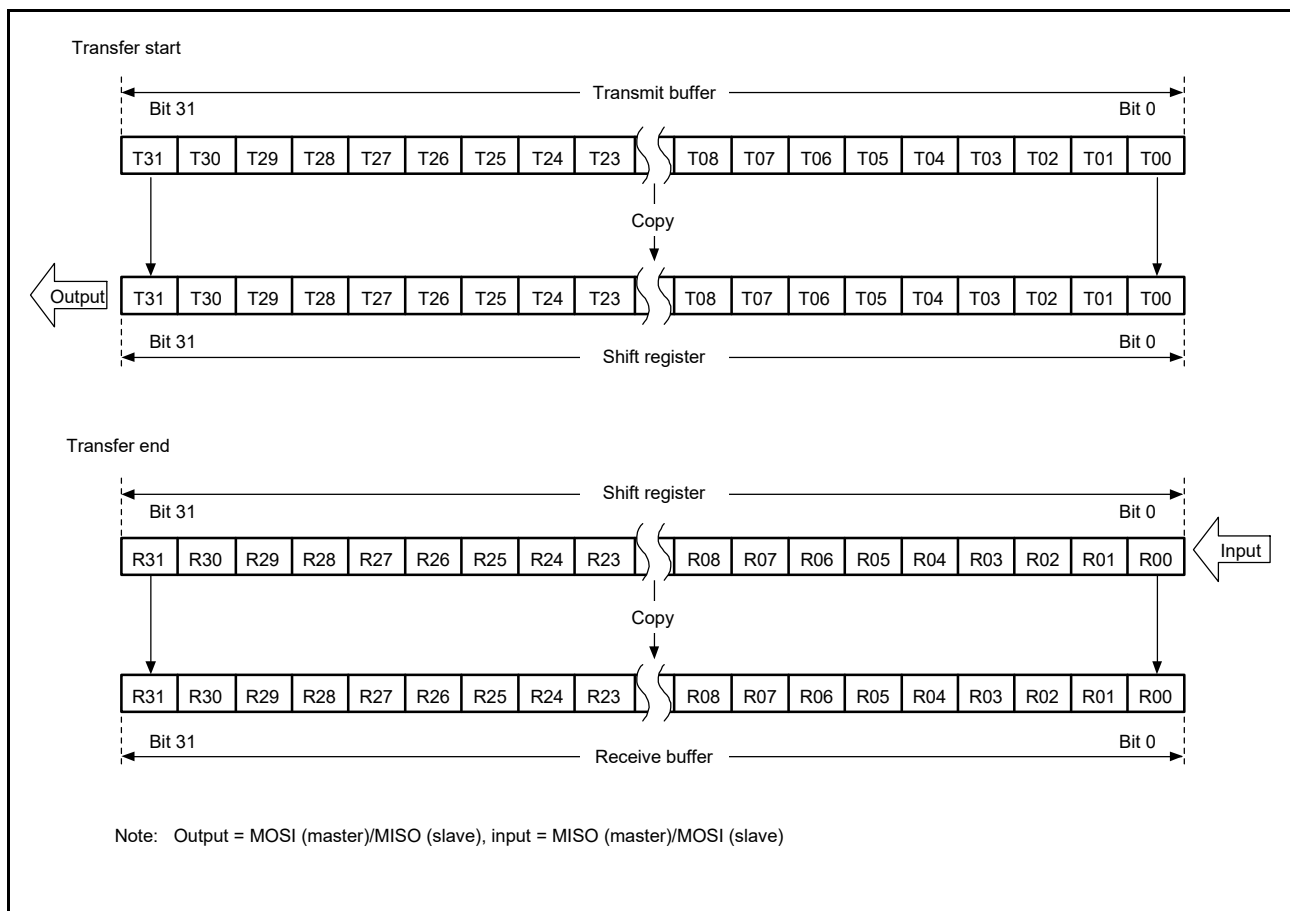 Transfer start
Transmit buffer
Bit 31 Bit 0
T31 T30 T29 T28 T27 T26 T25 T24 T23 T08 T07 T06 T05 T04 T03 T02 T01 T00
Copy
Output T31 T30 T29 T28 T27 T26 T25 T24 T23 T08 T07 T06 T05 T04 T03 T02 T01 T00
Bit 31 Bit 0
Shift register
Transfer end
Shift register
Bit 31 Bit 0
R31 R30 R29 R28 R27 R26 R25 R24 R23 R08 R07 R06 R05 R04 R03 R02 R01 R00 Input
Copy
R31 R30 R29 R28 R27 R26 R25 R24 R23 R08 R07 R06 R05 R04 R03 R02 R01 R00
Bit 31 Bit 0
Receive buffer
Note: Output = MOSI (master)/MISO (slave), input = MISO (master)/MOSI (slave)